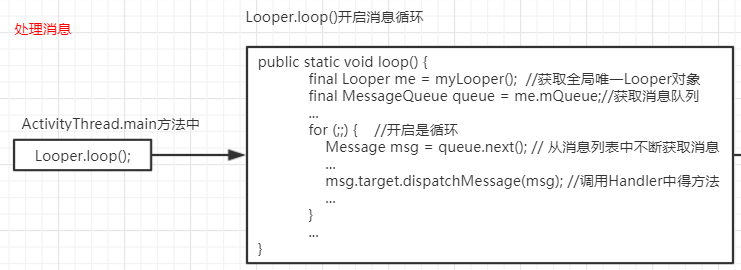 处理消息
Looper.loop()开启消息循环
ActivityThread.main方法中
Looper.loop();
public static void loop() {
final Looper me = myLooper();  //获取全局唯一Looper对象
final MessageQueue queue = me.mQueue;//获取消息队列
...
for (;;) {    //开启是循环
Message msg = queue.next(); // 从消息列表中不断获取消息
...
msg.target.dispatchMessage(msg); //调用Handler中得方法
...
}
...
}